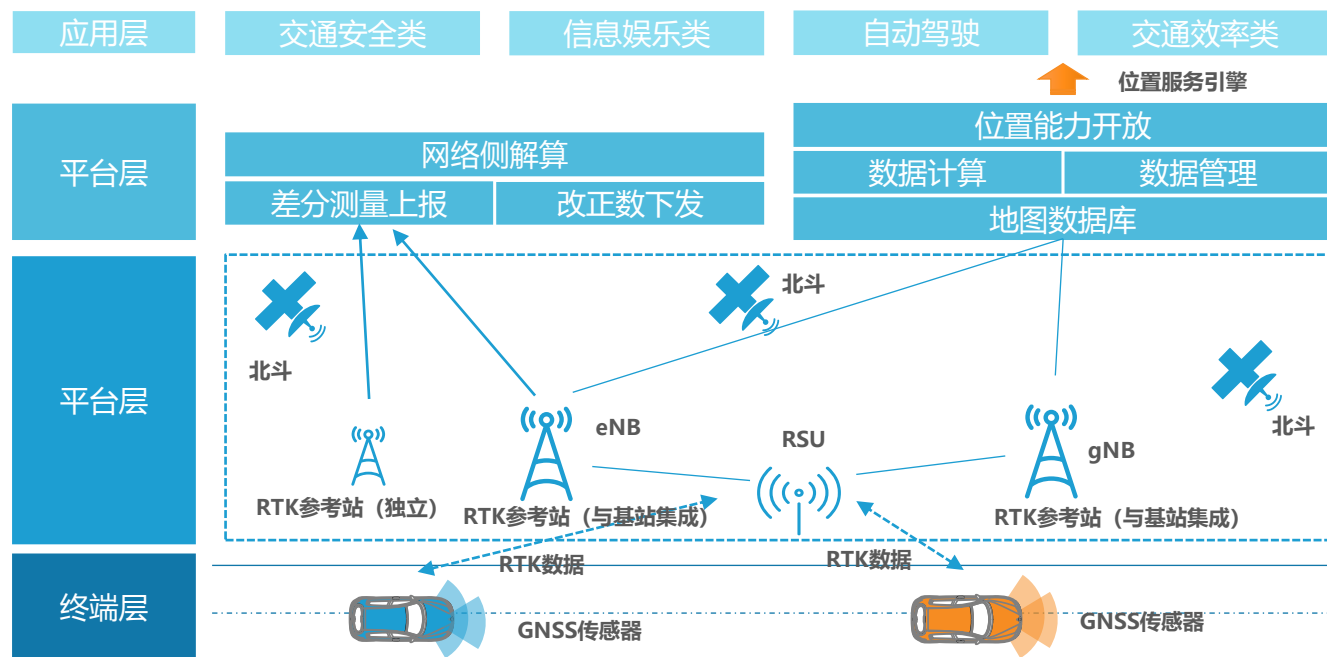 应用层
交通安全类
信息娱乐类
自动驾驶
交通效率类
位置服务引擎
平台层
网络侧解算
差分测量上报
改正数下发
位置能力开放
数据计算
数据管理
地图数据库
平台层
北斗
北斗
北斗
eNB
RSU
gNB
RTK参考站（独立）
RTK参考站（与基站集成）
RTK参考站（与基站集成）
RTK数据
RTK数据
终端层
GNSS传感器
GNSS传感器